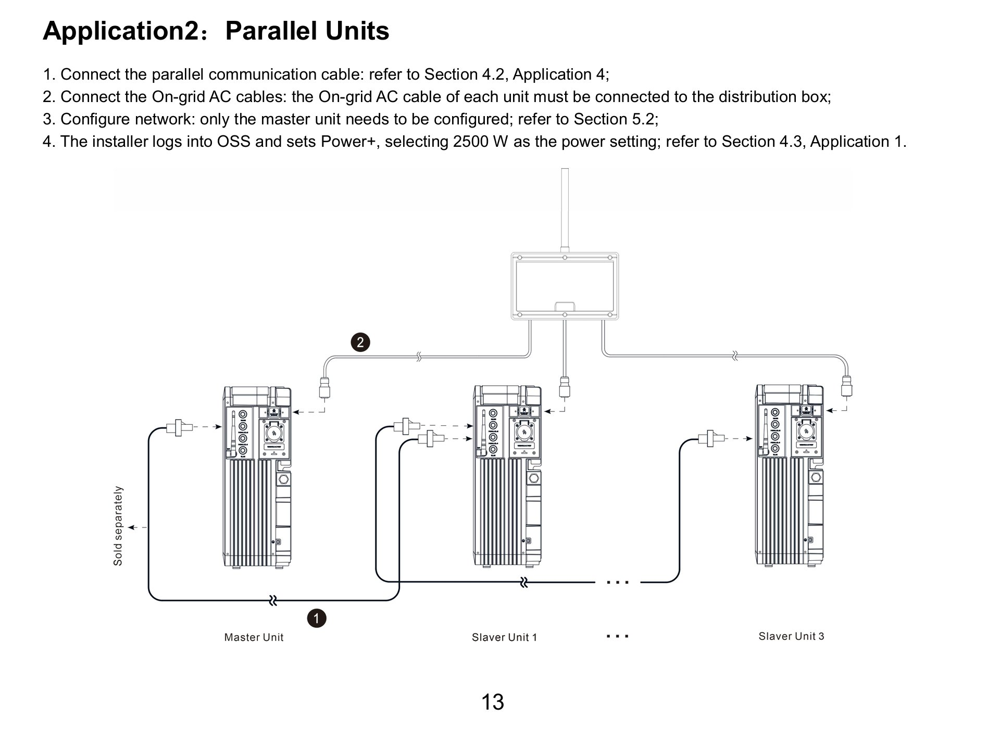 Application2：Parallel Units
1. Connect the parallel communication cable: refer to Section 4.2, Application 4;
2. Connect the On-grid AC cables: the On-grid AC cable of each unit must be connected to the distribution box;
3. Configure network: only the master unit needs to be configured; refer to Section 5.2;
4. The installer logs into OSS and sets Power+, selecting 2500 W as the power setting; refer to Section 4.3, Application 1.
2
Sold separately
...
1
Master Unit
Slaver Unit 1
...
Slaver Unit 3
13